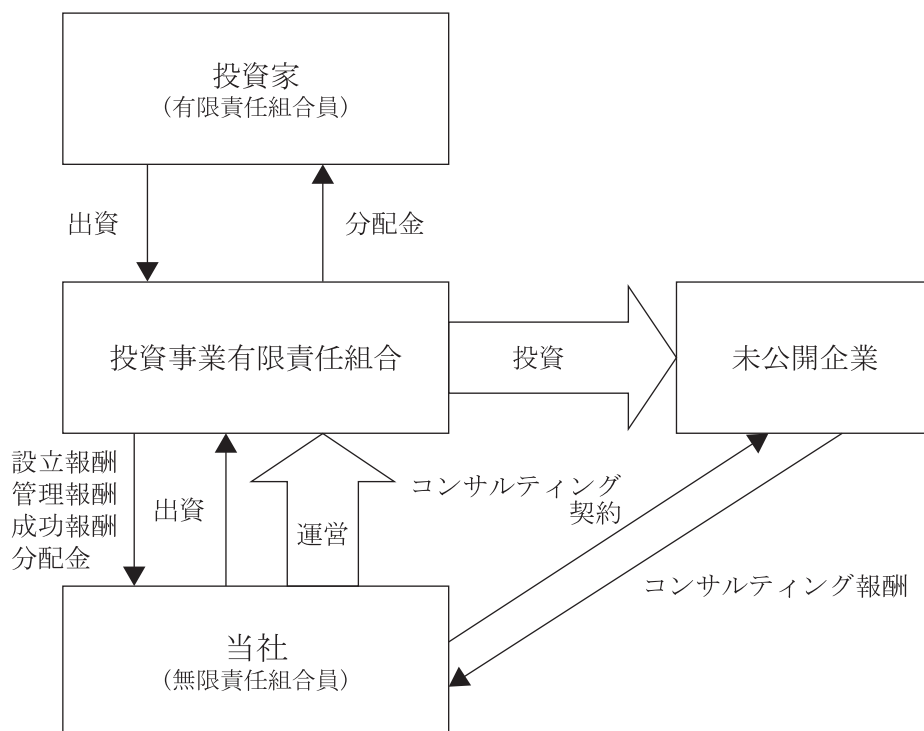 投資家
（有限責任組合員）
出資
分配金
投資事業有限責任組合
投資
未公開企業
設立報酬
管理報酬
成功報酬
分配金
出資
運営
コンサルティング
契約
コンサルティング報酬
当社
（無限責任組合員）